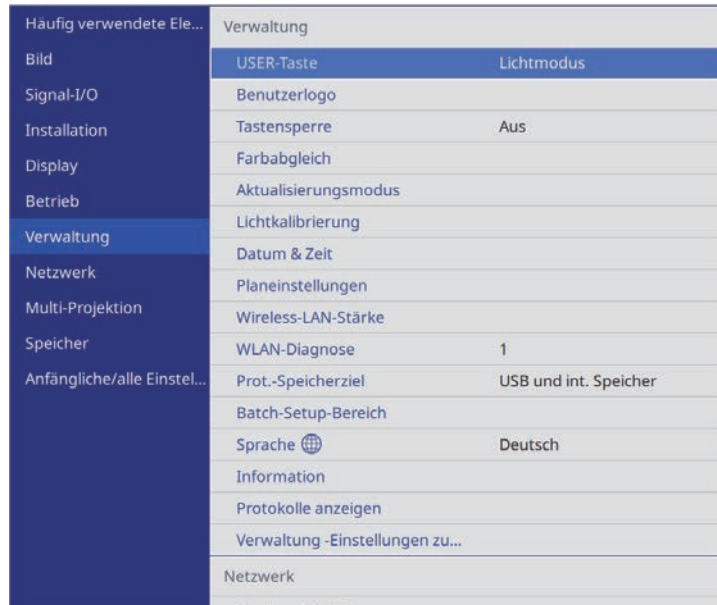 Häufig verwendete Ele...
Bild
Signal-I/O
Installation
Display
Betrieb
Verwaltung
Netzwerk
Multi-Projektion
Speicher
Anfängliche/alle Einstel...
Verwaltung
USER-Taste Lichtmodus
Benutzerlogo
Tastensperre Aus
Farbabgleich
Aktualisierungsmodus
Lichtkalibrierung
Datum & Zeit
Planeinstellungen
Wireless-LAN-Stärke
WLAN-Diagnose 1
Prot.-Speicherziel USB und int. Speicher
Batch-Setup-Bereich
Sprache Deutsch
Information
Protokolle anzeigen
Verwaltung -Einstellungen zu...
Netzwerk